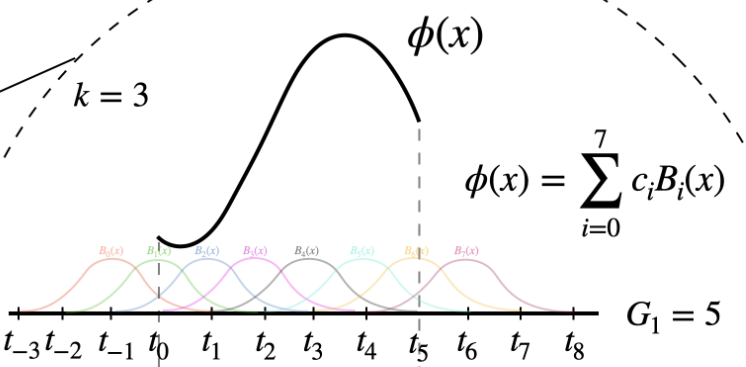 ϕ(x)
k = 3
ϕ(x) = ∑_{i=0}^{7} c_i B_i(x)
B_0(x) B_1(x) B_2(x) B_3(x) B_4(x) B_5(x) B_6(x) B_7(x)
G_1 = 5
t_{-3} t_{-2} t_{-1} t_0 t_1 t_2 t_3 t_4 t_5 t_6 t_7 t_8